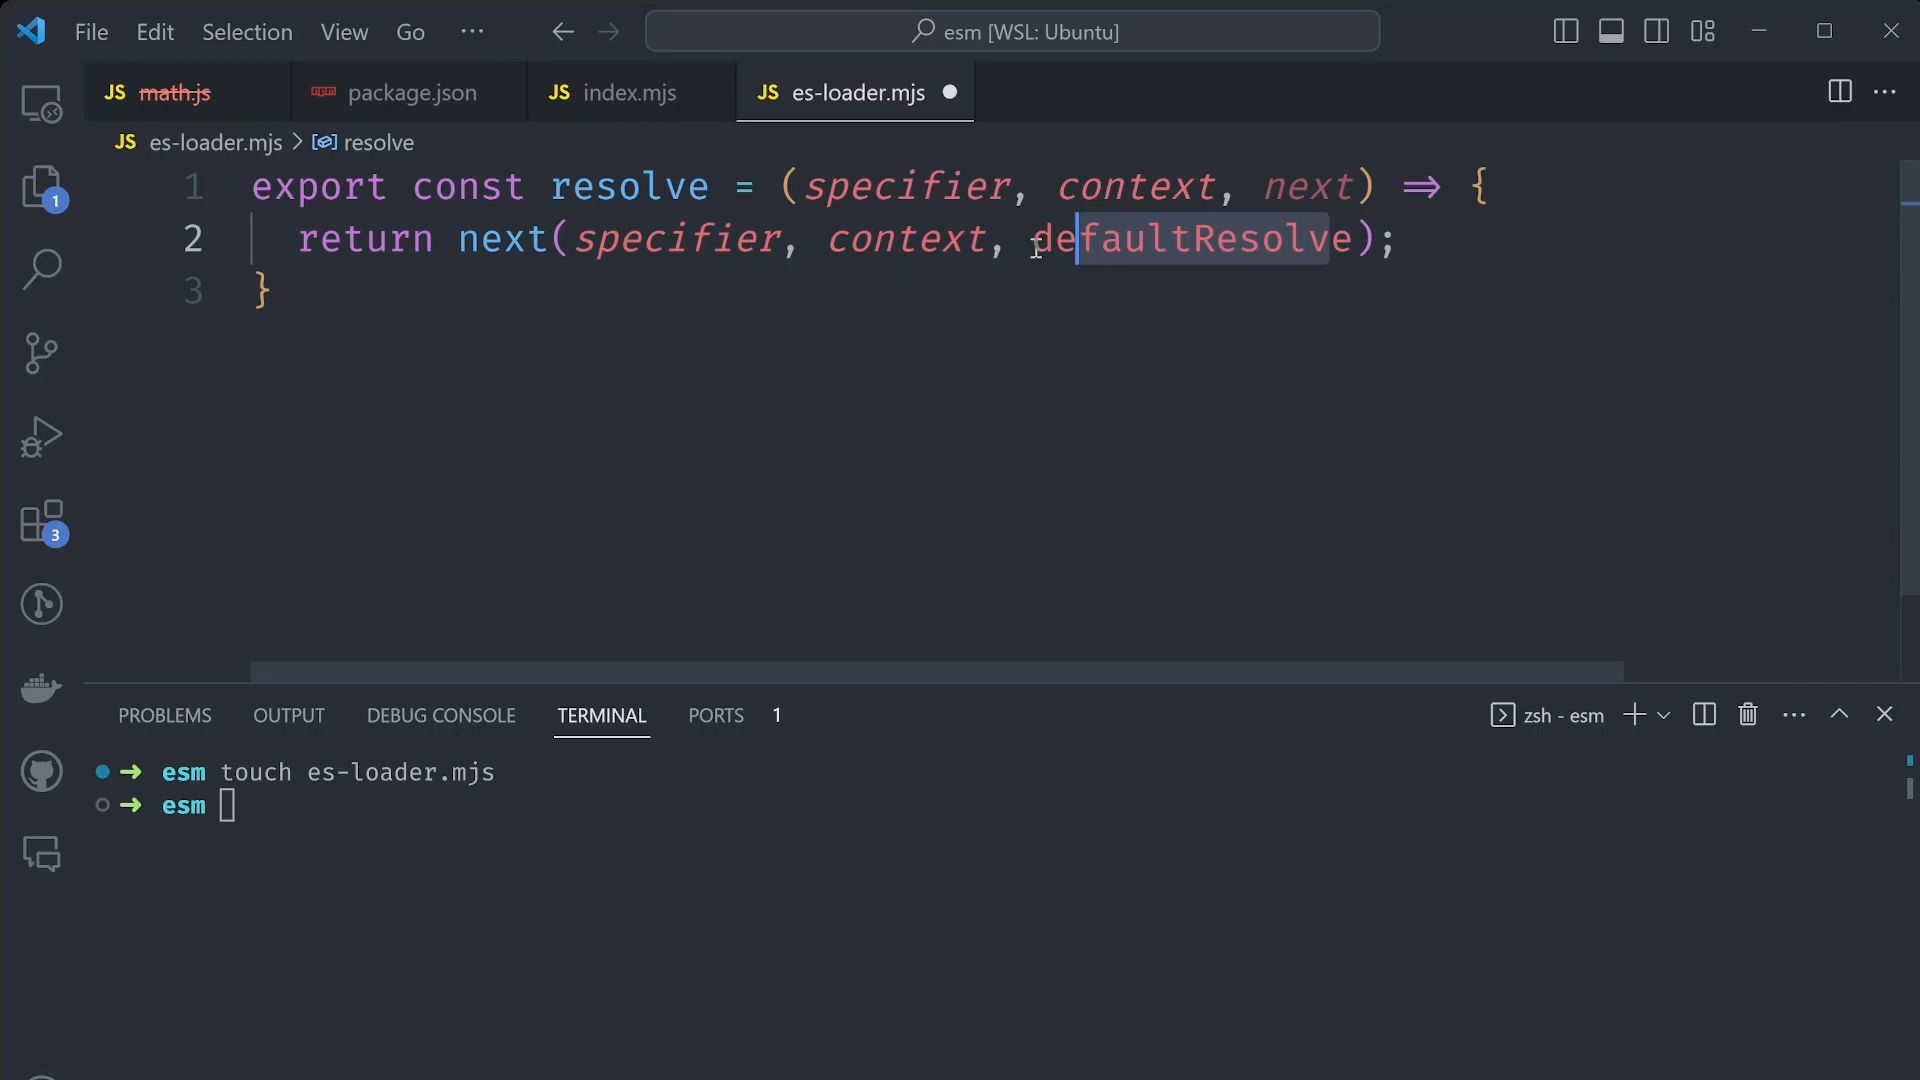 File Edit Selection View Go ··· esm [WSL: Ubuntu]
JS math.js package.json JS index.mjs JS es-loader.mjs
JS es-loader.mjs > resolve
1 export const resolve = (specifier, context, next) => {
2 return next(specifier, context, defaultResolve);
3 }
1
3
PROBLEMS OUTPUT DEBUG CONSOLE TERMINAL PORTS 1 zsh - esm
➜ esm touch es-loader.mjs
➜ esm